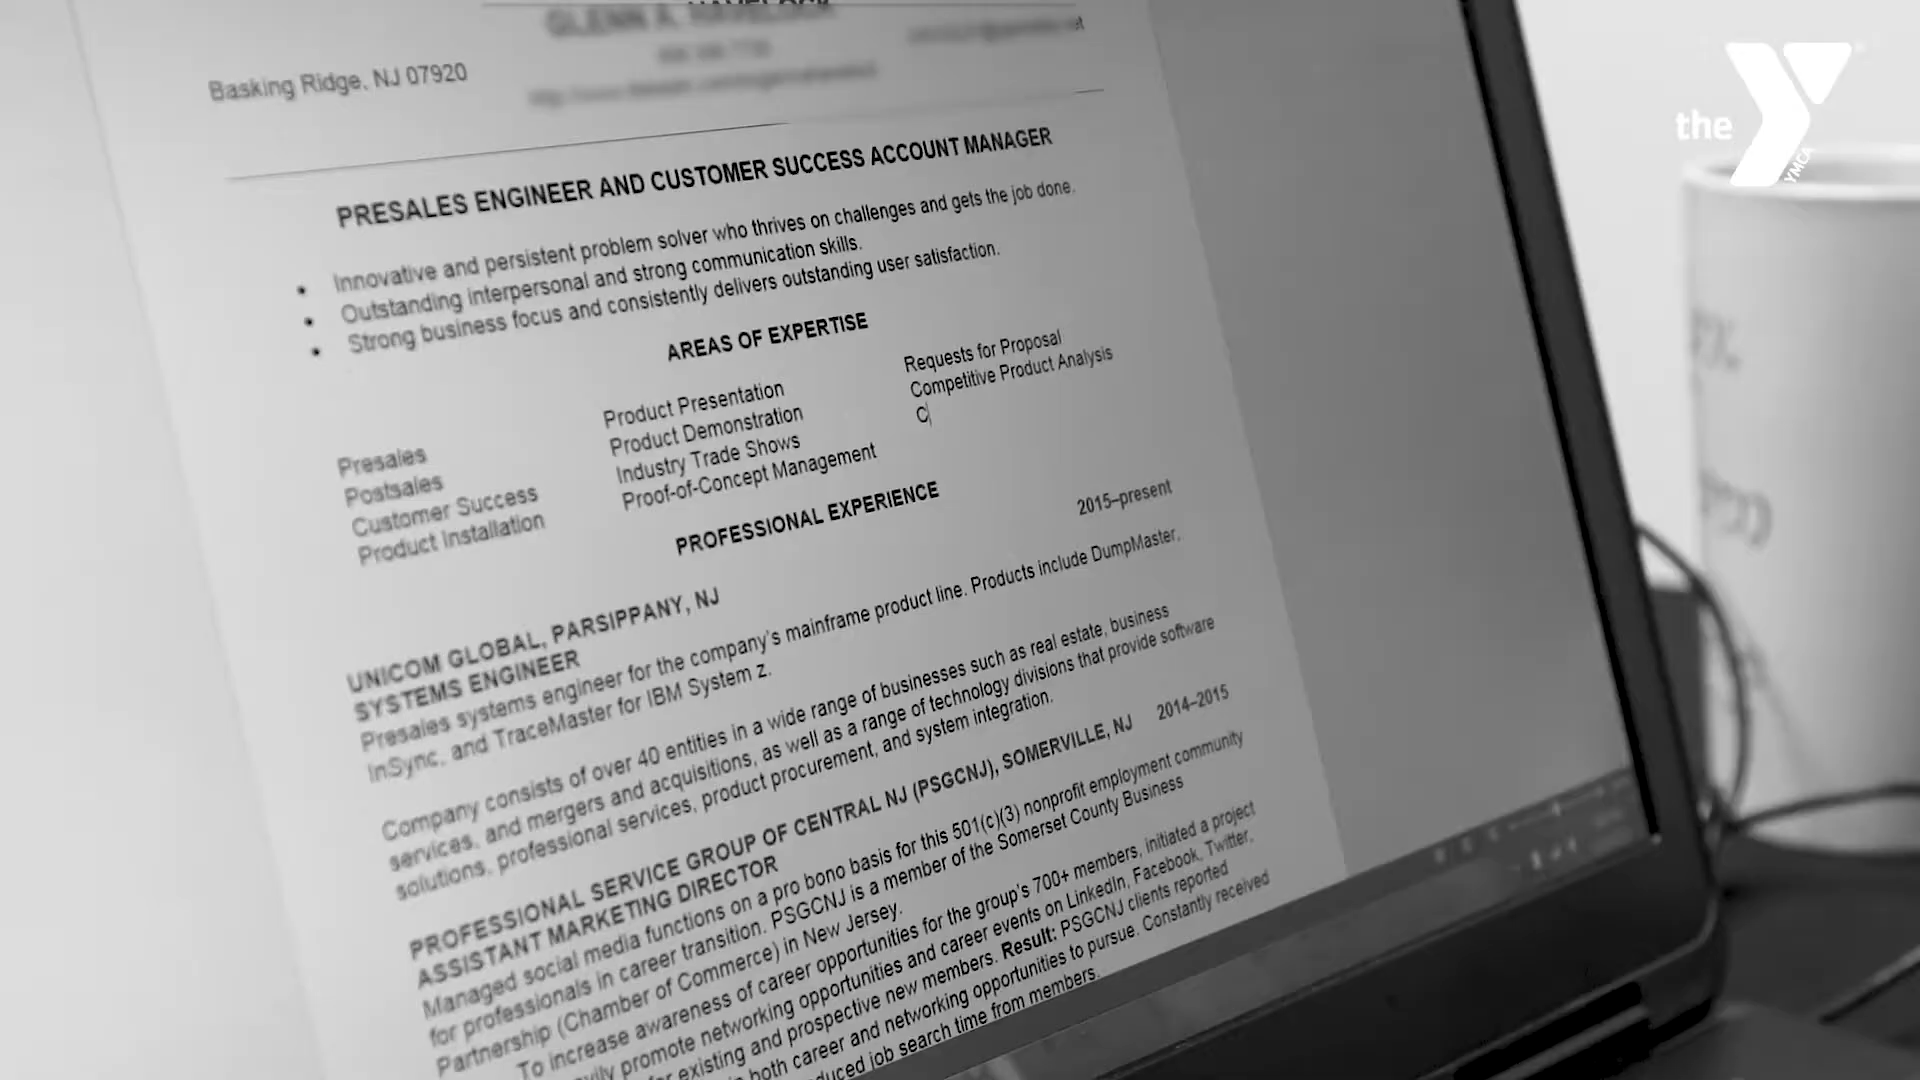 Basking Ridge, NJ 07920
PRESALES ENGINEER AND CUSTOMER SUCCESS ACCOUNT MANAGER
• Innovative and persistent problem solver who thrives on challenges and gets the job done.
• Outstanding interpersonal and strong communication skills.
• Strong business focus and consistently delivers outstanding user satisfaction.
AREAS OF EXPERTISE
Presales
Postsales
Customer Success
Product Installation
Product Presentation
Product Demonstration
Industry Trade Shows
Proof-of-Concept Management
Requests for Proposal
Competitive Product Analysis
C
PROFESSIONAL EXPERIENCE
2015–present
UNICOM GLOBAL, PARSIPPANY, NJ
SYSTEMS ENGINEER
Presales systems engineer for the company's mainframe product line. Products include DumpMaster,
InSync, and TraceMaster for IBM System z.
Company consists of over 40 entities in a wide range of businesses such as real estate, business
services, and mergers and acquisitions, as well as a range of technology divisions that provide software
solutions, professional services, product procurement, and system integration.
PROFESSIONAL SERVICE GROUP OF CENTRAL NJ (PSGCNJ), SOMERVILLE, NJ 2014–2015
ASSISTANT MARKETING DIRECTOR
Managed social media functions on a pro bono basis for this 501(c)(3) nonprofit employment community
for professionals in career transition. PSGCNJ is a member of the Somerset County Business
Partnership (Chamber of Commerce) in New Jersey.
To increase awareness of career opportunities for the group's 700+ members, initiated a project
promote networking opportunities and career events on LinkedIn, Facebook, Twitter,
existing and prospective new members. Result: PSGCNJ clients reported
both career and networking opportunities to pursue. Constantly received
job search time from members.
the Y
YMCA